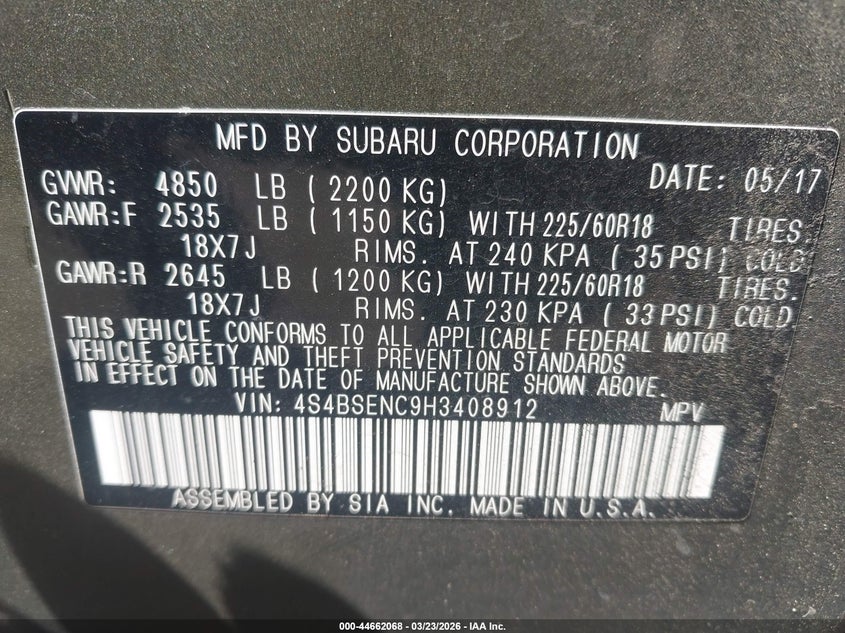 MFD BY SUBARU CORPORATION
GVWR: 4850 LB ( 2200 KG) DATE: 05/17
GAWR:F 2535 LB ( 1150 KG) WITH 225/60R18 TIRES.
18X7J RIMS. AT 240 KPA ( 35 PSI) COLD
GAWR:R 2645 LB ( 1200 KG) WITH 225/60R18 TIRES.
18X7J RIMS. AT 230 KPA ( 33 PSI) COLD
THIS VEHICLE CONFORMS TO ALL APPLICABLE FEDERAL MOTOR
VEHICLE SAFETY AND THEFT PREVENTION STANDARDS
IN EFFECT ON THE DATE OF MANUFACTURE SHOWN ABOVE.
VIN: 4S4BSENC9H3408912 MPV
ASSEMBLED BY SIA INC. MADE IN U.S.A.
000-44662068 - 03/23/2026 - IAA Inc.